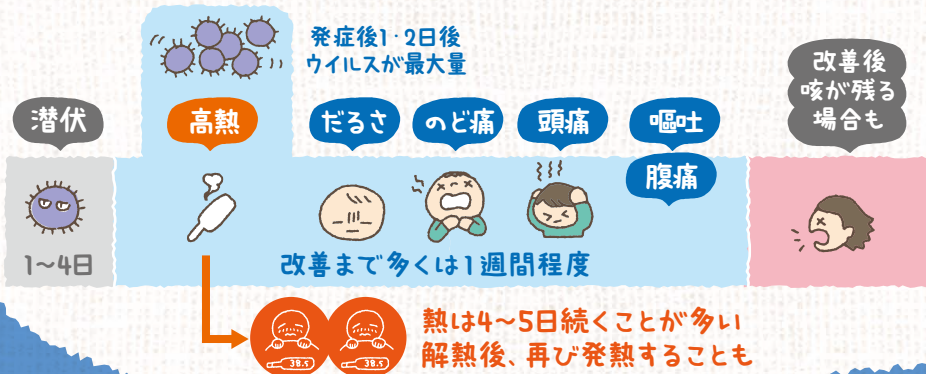 発症後1・2日後
ウイルスが最大量
潜伏
高熱
だるさ
のど痛
頭痛
嘔吐
腹痛
改善後
咳が残る
場合も
1〜4日
改善まで多くは1週間程度
38.5
38.5
熱は4〜5日続くことが多い
解熱後、再び発熱することも